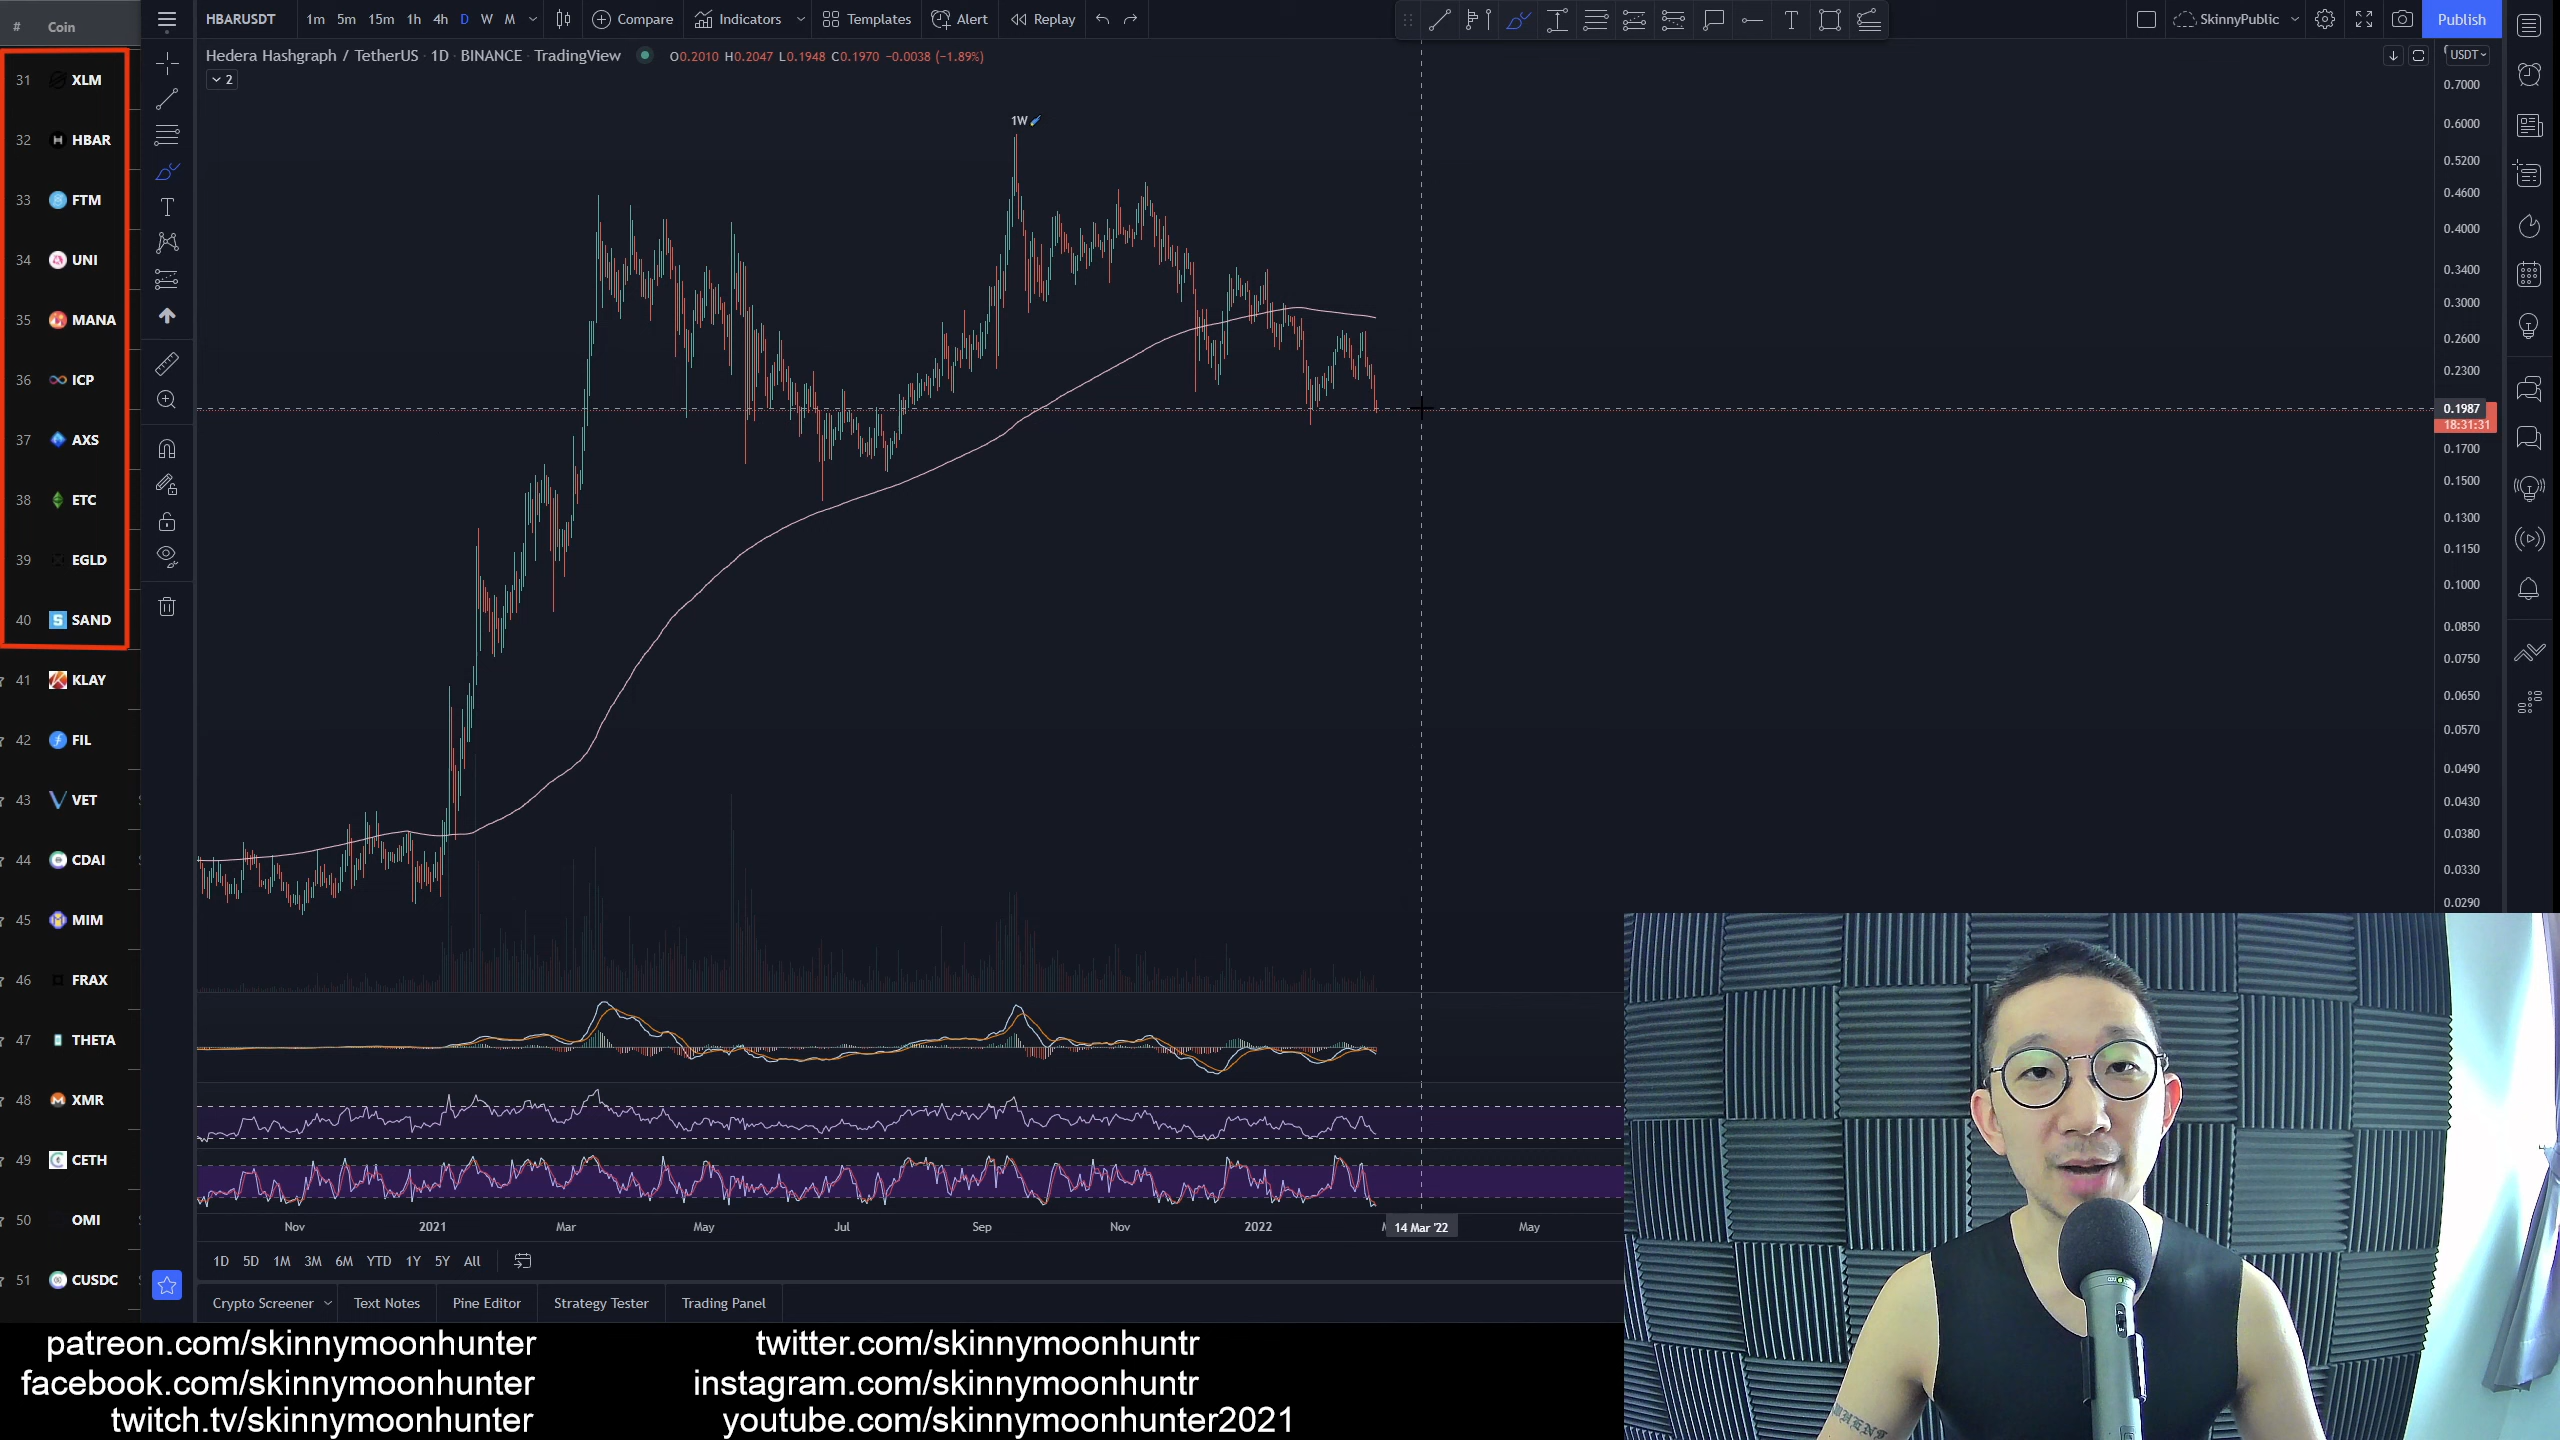 # Coin
31 XLM
32 HBAR
33 FTM
34 UNI
35 MANA
36 ICP
37 AXS
38 ETC
39 EGLD
40 SAND
41 KLAY
42 FIL
43 VET
44 CDAI
45 MIM
46 FRAX
47 THETA
48 XMR
49 CETH
50 OMI
51 CUSDC
HBARUSDT 1m 5m 15m 1h 4h D W M Compare Indicators Templates Alert Replay
SkinnyPublic Publish
Hedera Hashgraph / TetherUS · 1D · BINANCE · TradingView O0.2010 H0.2047 L0.1948 C0.1970 −0.0038 (−1.89%)
2
1W
USDT
0.7000
0.6000
0.5200
0.4600
0.4000
0.3400
0.3000
0.2600
0.2300
0.1987
18:31:31
0.1700
0.1500
0.1300
0.1150
0.1000
0.0850
0.0750
0.0650
0.0570
0.0490
0.0430
0.0380
0.0330
0.0290
Nov 2021 Mar May Jul Sep Nov 2022 14 Mar '22 May
1D 5D 1M 3M 6M YTD 1Y 5Y All
Crypto Screener Text Notes Pine Editor Strategy Tester Trading Panel
patreon.com/skinnymoonhunter twitter.com/skinnymoonhuntr
facebook.com/skinnymoonhunter instagram.com/skinnymoonhuntr
twitch.tv/skinnymoonhunter youtube.com/skinnymoonhunter2021